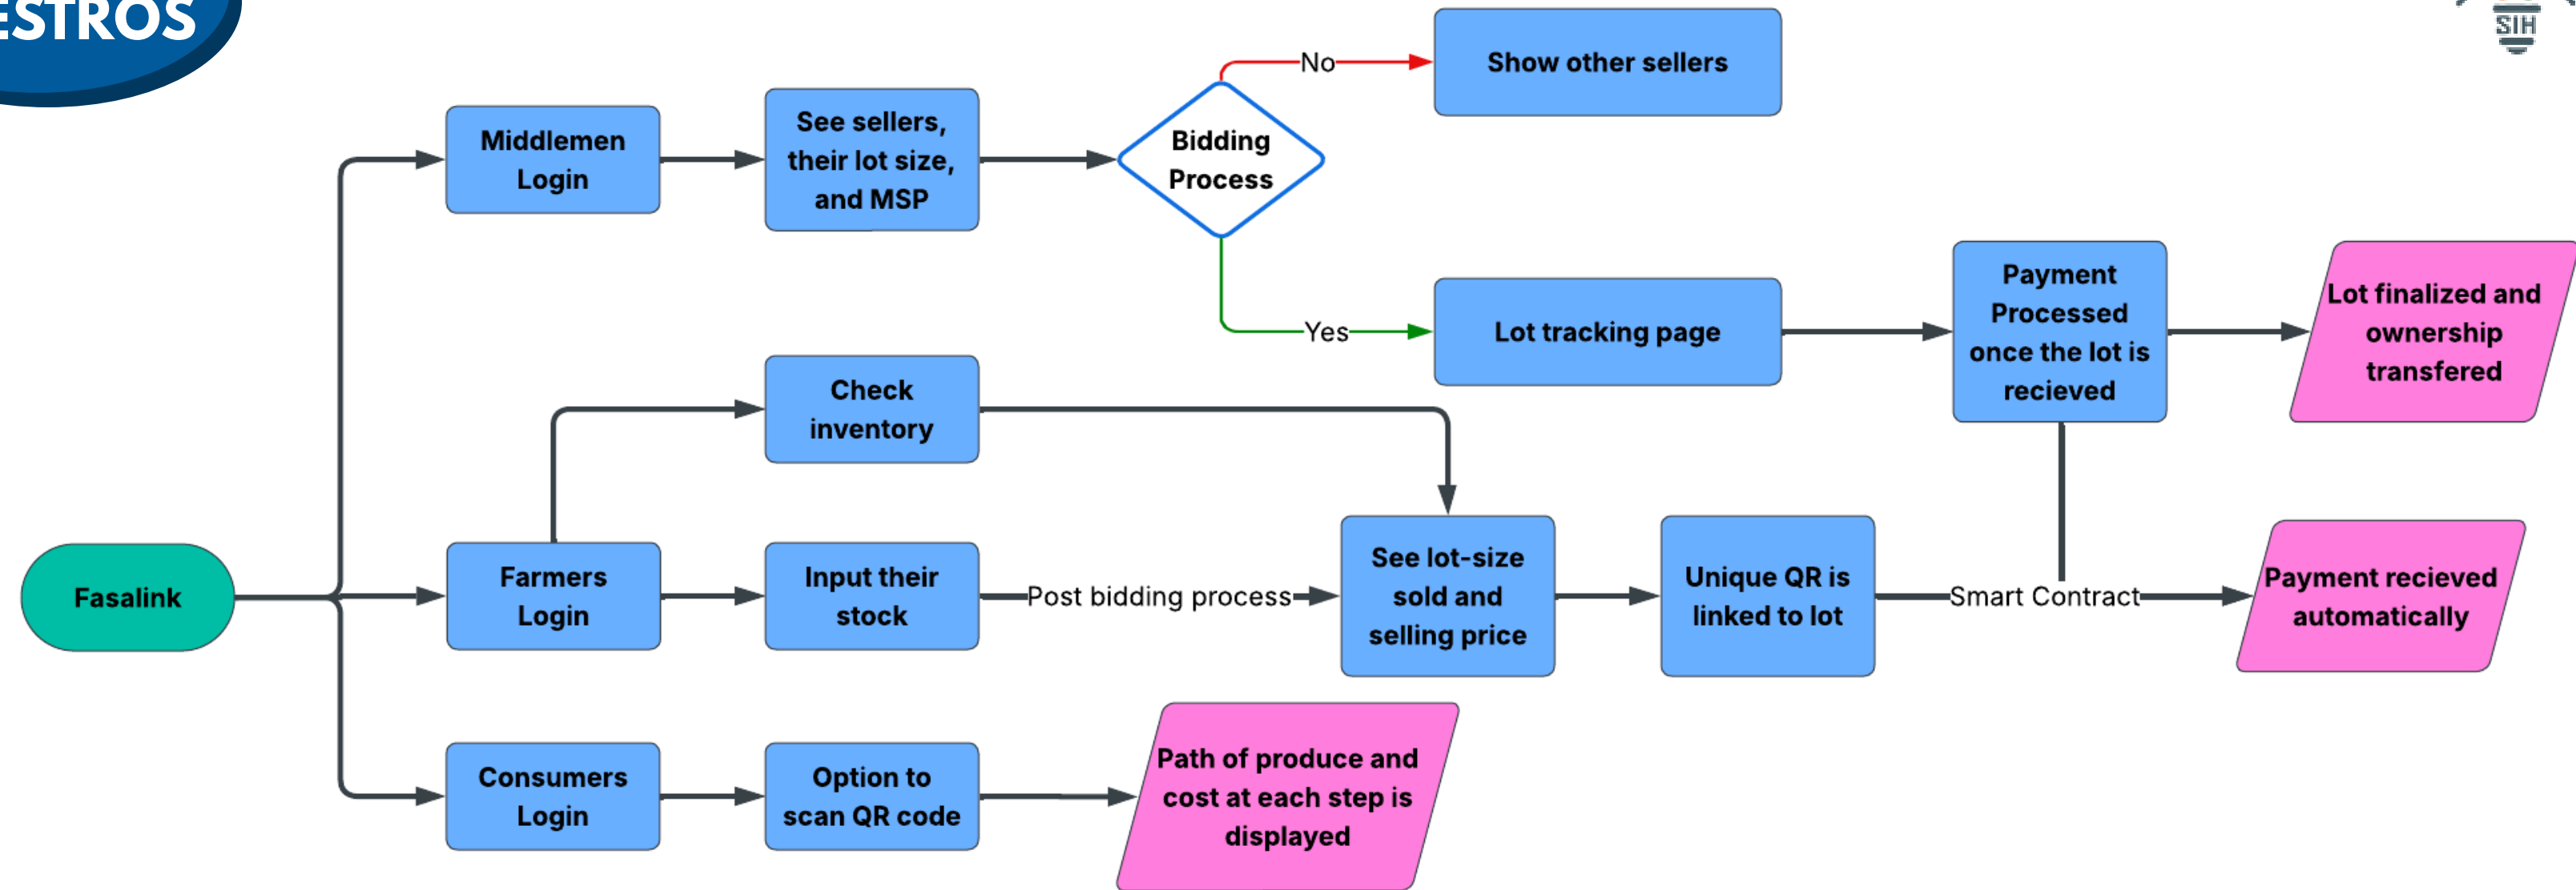 ESTROS
SIH
No
Show other sellers
Middlemen
Login
See sellers,
their lot size,
and MSP
Bidding
Process
Yes
Lot tracking page
Payment
Processed
once the lot is
recieved
Lot finalized and
ownership
transfered
Check
inventory
Fasalink
Farmers
Login
Input their
stock
Post bidding process
See lot-size
sold and
selling price
Unique QR is
linked to lot
Smart Contract
Payment recieved
automatically
Consumers
Login
Option to
scan QR code
Path of produce and
cost at each step is
displayed